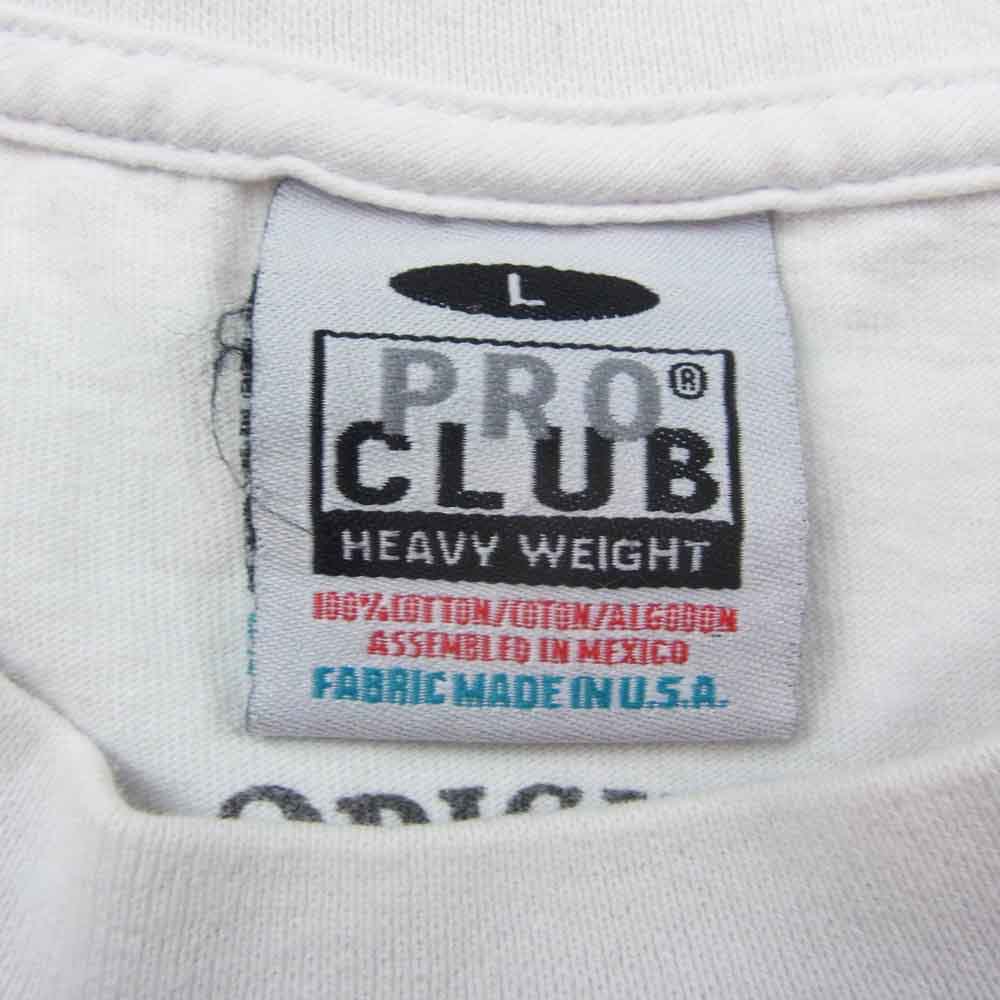 L
PRO®
CLUB
HEAVY WEIGHT
100% COTTON/COTON/ALGODON
ASSEMBLED IN MEXICO
FABRIC MADE IN U.S.A.